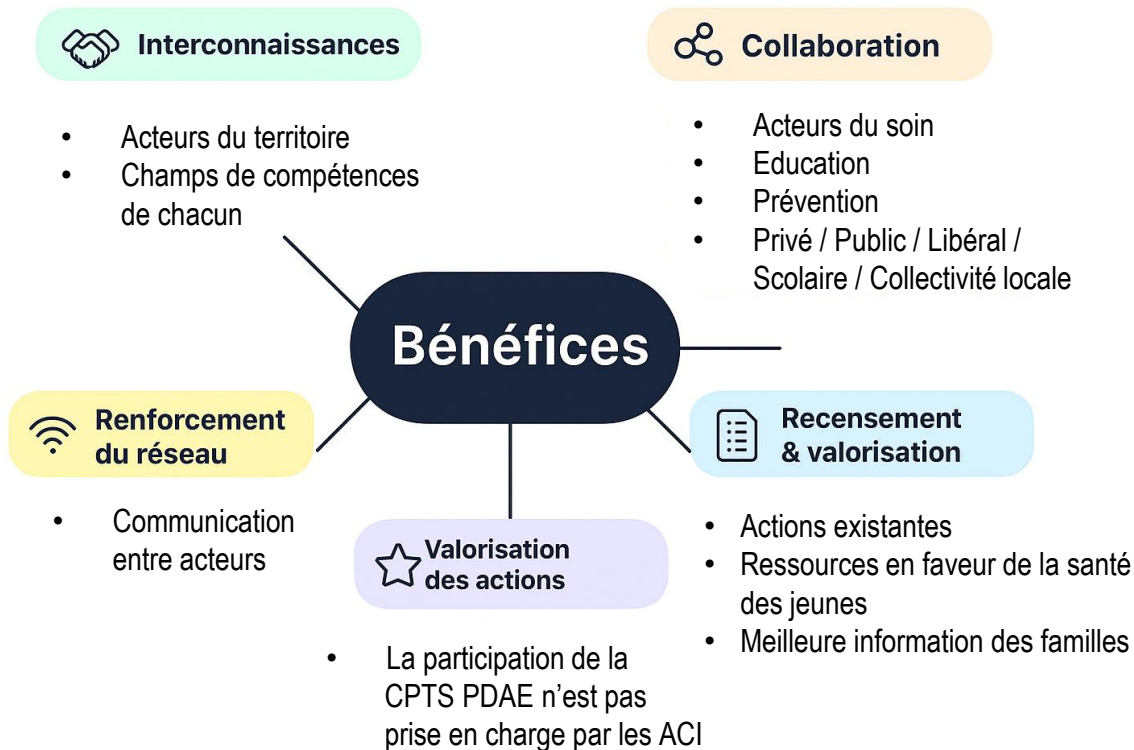 Interconnaissances
• Acteurs du territoire
• Champs de compétences
de chacun
Collaboration
• Acteurs du soin
• Education
• Prévention
• Privé / Public / Libéral /
Scolaire / Collectivité locale
Bénéfices
Renforcement
du réseau
• Communication
entre acteurs
Valorisation
des actions
• La participation de la
CPTS PDAE n’est pas
prise en charge par les ACI
Recensement
& valorisation
• Actions existantes
• Ressources en faveur de la santé
des jeunes
• Meilleure information des familles